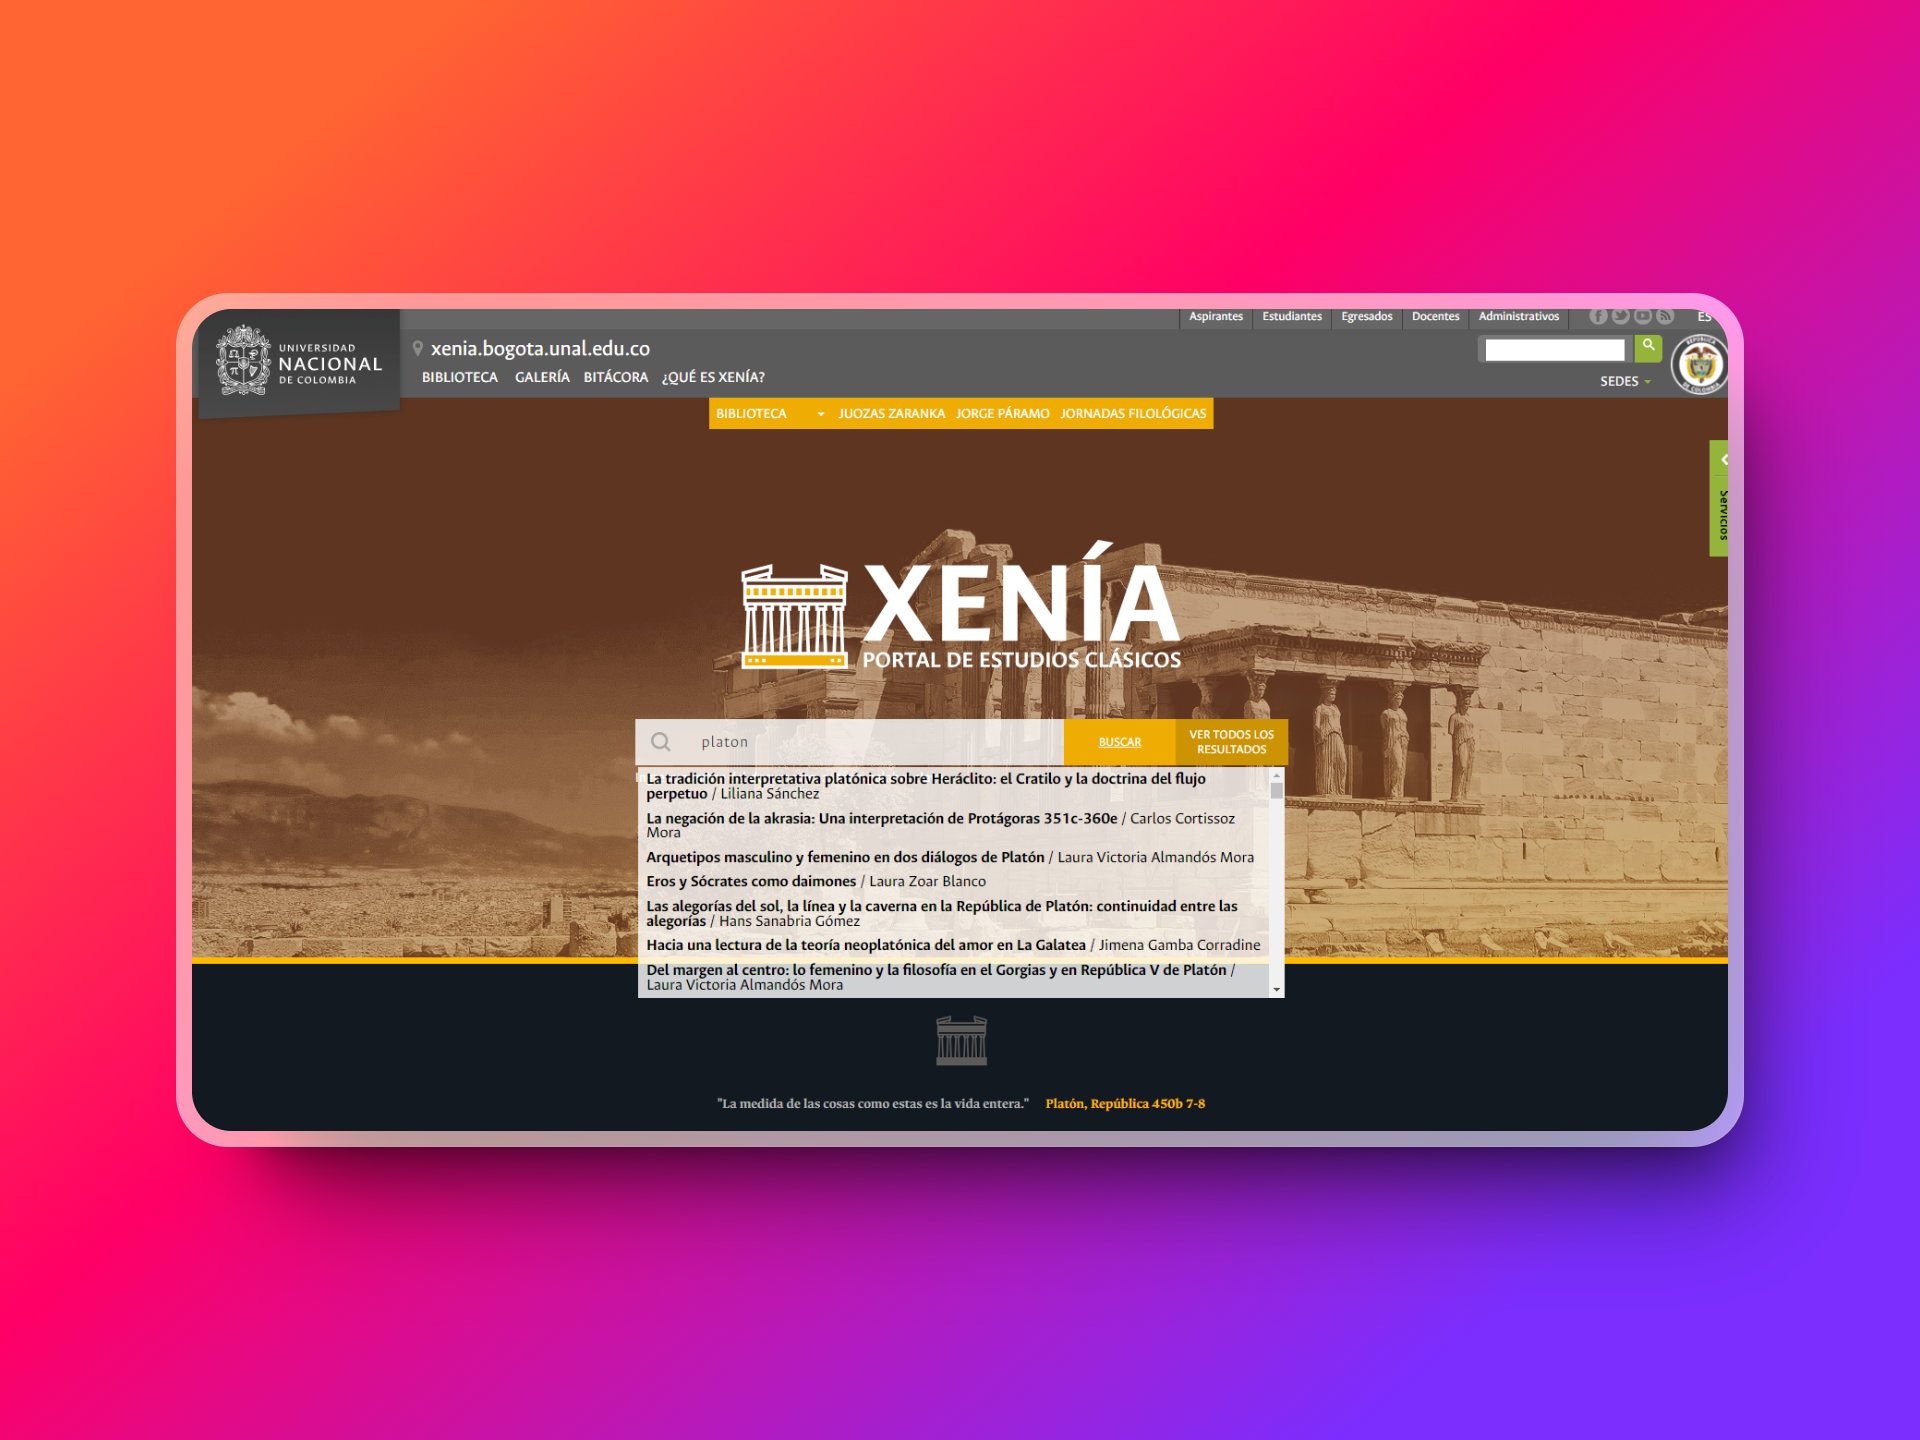 Aspirantes Estudiantes Egresados Docentes Administrativos ES
UNIVERSIDAD
NACIONAL
DE COLOMBIA
xenia.bogota.unal.edu.co
BIBLIOTECA GALERÍA BITÁCORA ¿QUÉ ES XENÍA?
SEDES
BIBLIOTECA JUOZAS ZARANKA JORGE PÁRAMO JORNADAS FILOLÓGICAS
Servicios
XENÍA
PORTAL DE ESTUDIOS CLÁSICOS
platon
BUSCAR
VER TODOS LOS
RESULTADOS
La tradición interpretativa platónica sobre Heráclito: el Cratilo y la doctrina del flujo
perpetuo / Liliana Sánchez
La negación de la akrasia: Una interpretación de Protágoras 351c-360e / Carlos Cortissoz
Mora
Arquetipos masculino y femenino en dos diálogos de Platón / Laura Victoria Almandós Mora
Eros y Sócrates como daimones / Laura Zoar Blanco
Las alegorías del sol, la línea y la caverna en la República de Platón: continuidad entre las
alegorías / Hans Sanabria Gómez
Hacia una lectura de la teoría neoplatónica del amor en La Galatea / Jimena Gamba Corradine
Del margen al centro: lo femenino y la filosofía en el Gorgias y en República V de Platón /
Laura Victoria Almandós Mora
"La medida de las cosas como estas es la vida entera." Platón, República 450b 7-8